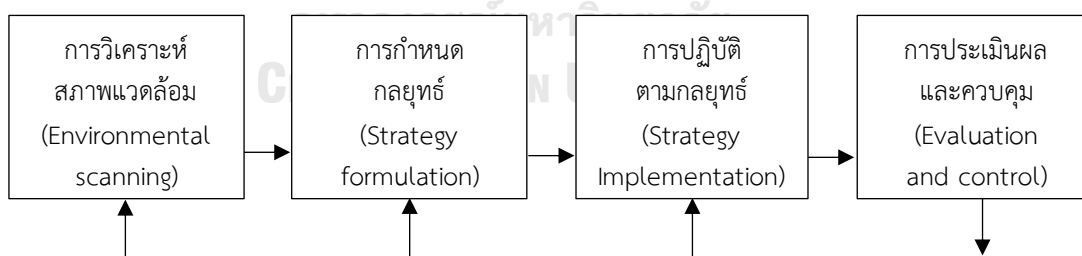 การวิเคราะห์
สภาพแวดล้อม
(Environmental
scanning)
การกำหนด
กลยุทธ์
(Strategy
formulation)
การปฏิบัติ
ตามกลยุทธ์
(Strategy
Implementation)
การประเมินผล
และควบคุม
(Evaluation
and control)